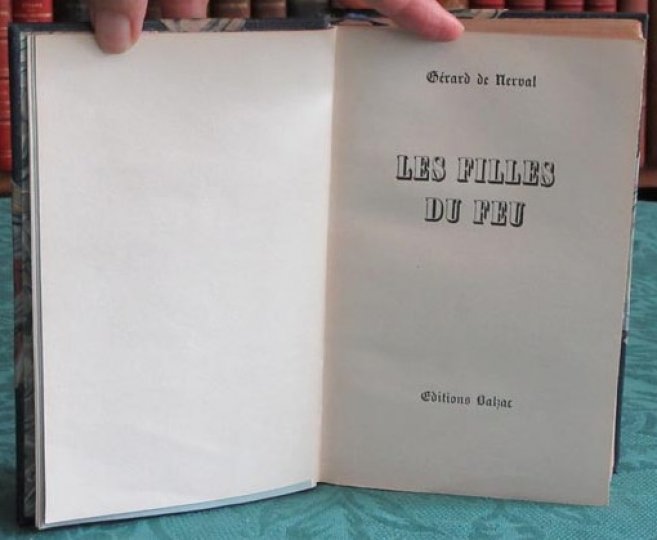 Gérard de Nerval
LES FILLES
DU FEU
Editions Balzac